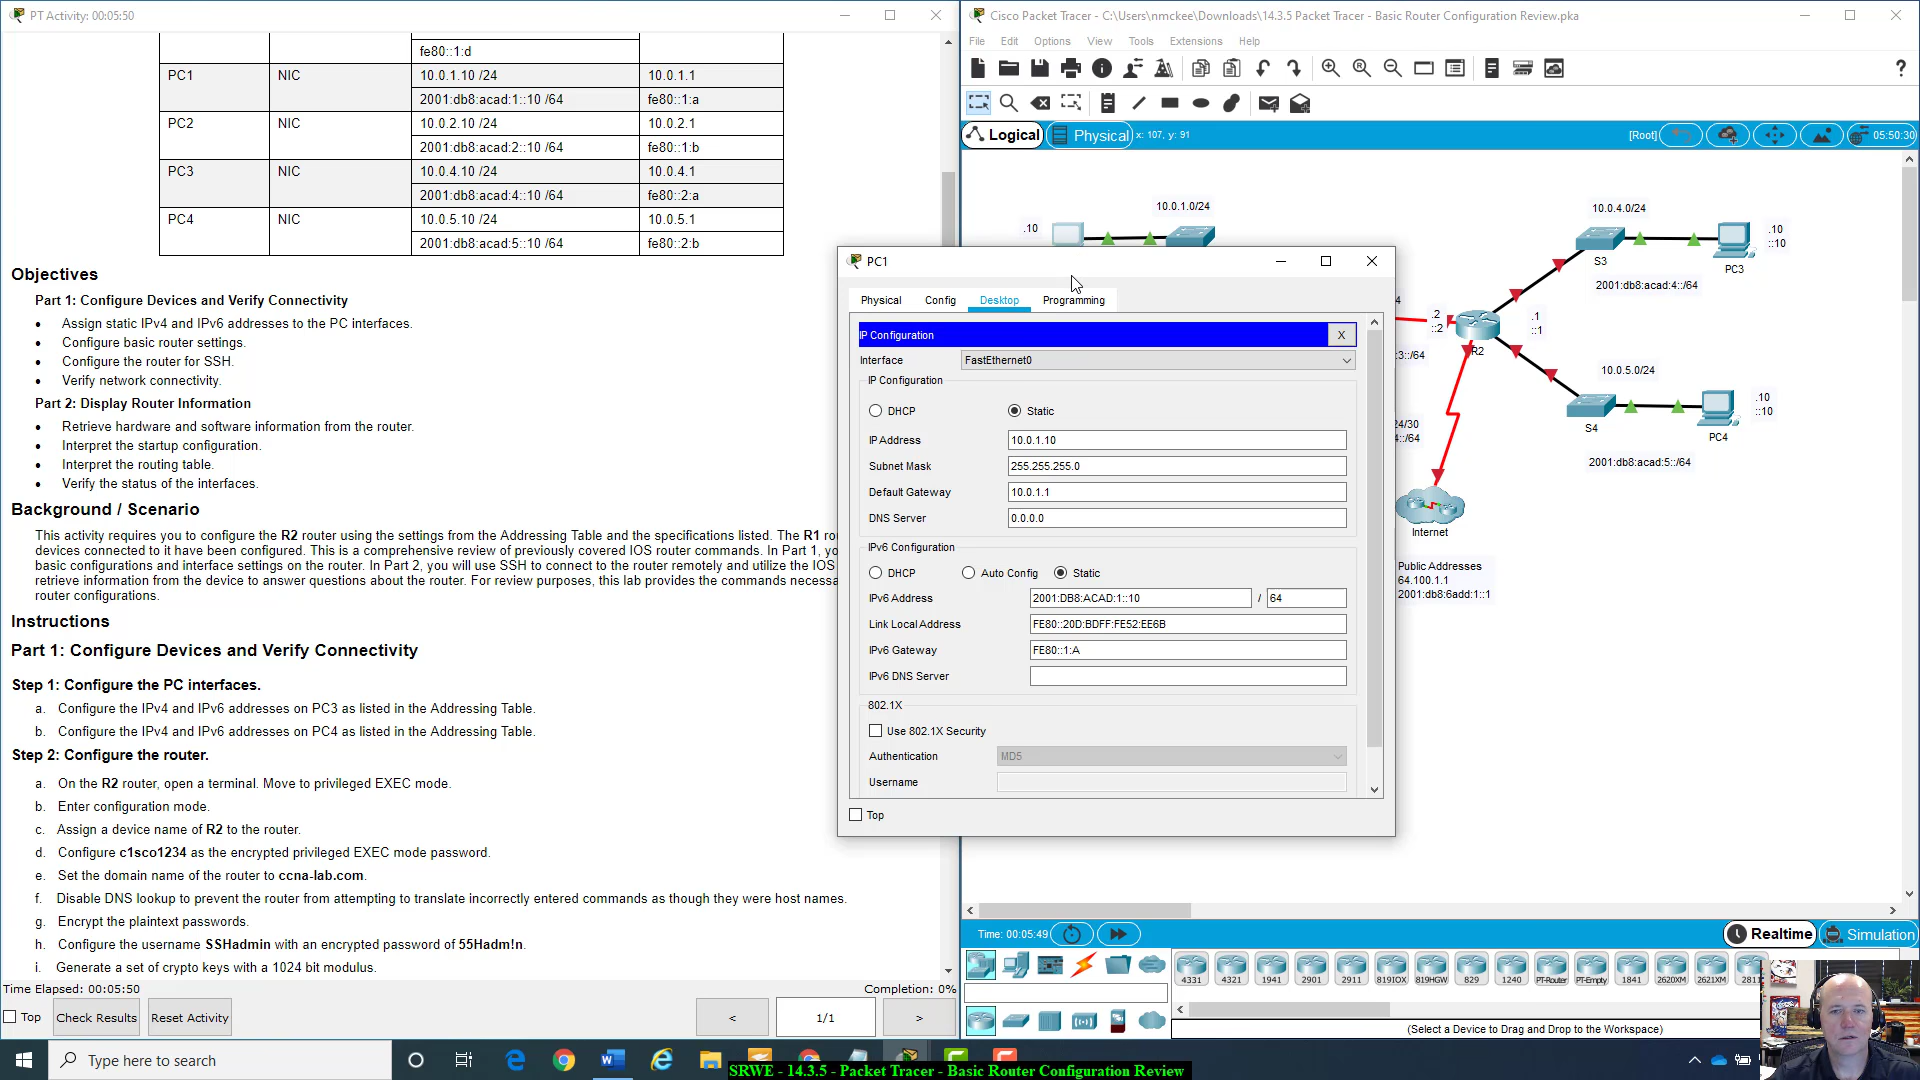 PT Activity: 00:05:50
fe80::1:d
PC1 NIC 10.0.1.10 /24 10.0.1.1
2001:db8:acad:1::10 /64 fe80::1:a
PC2 NIC 10.0.2.10 /24 10.0.2.1
2001:db8:acad:2::10 /64 fe80::1:b
PC3 NIC 10.0.4.10 /24 10.0.4.1
2001:db8:acad:4::10 /64 fe80::2:a
PC4 NIC 10.0.5.10 /24 10.0.5.1
2001:db8:acad:5::10 /64 fe80::2:b
Objectives
Part 1: Configure Devices and Verify Connectivity
• Assign static IPv4 and IPv6 addresses to the PC interfaces.
• Configure basic router settings.
• Configure the router for SSH.
• Verify network connectivity.
Part 2: Display Router Information
• Retrieve hardware and software information from the router.
• Interpret the startup configuration.
• Interpret the routing table.
• Verify the status of the interfaces.
Background / Scenario
This activity requires you to configure the R2 router using the settings from the Addressing Table and the specifications listed. The R1 rou
devices connected to it have been configured. This is a comprehensive review of previously covered IOS router commands. In Part 1, yo
basic configurations and interface settings on the router. In Part 2, you will use SSH to connect to the router remotely and utilize the IOS
retrieve information from the device to answer questions about the router. For review purposes, this lab provides the commands necessa
router configurations.
Instructions
Part 1: Configure Devices and Verify Connectivity
Step 1: Configure the PC interfaces.
a. Configure the IPv4 and IPv6 addresses on PC3 as listed in the Addressing Table.
b. Configure the IPv4 and IPv6 addresses on PC4 as listed in the Addressing Table.
Step 2: Configure the router.
a. On the R2 router, open a terminal. Move to privileged EXEC mode.
b. Enter configuration mode.
c. Assign a device name of R2 to the router.
d. Configure c1sco1234 as the encrypted privileged EXEC mode password.
e. Set the domain name of the router to ccna-lab.com.
f. Disable DNS lookup to prevent the router from attempting to translate incorrectly entered commands as though they were host names.
g. Encrypt the plaintext passwords.
h. Configure the username SSHadmin with an encrypted password of 55Hadm!n.
i. Generate a set of crypto keys with a 1024 bit modulus.
Time Elapsed: 00:05:50 Completion: 0%
Top Check Results Reset Activity < 1/1 >
Cisco Packet Tracer - C:\Users\nmckee\Downloads\14.3.5 Packet Tracer - Basic Router Configuration Review.pka
File Edit Options View Tools Extensions Help
?
Logical Physical x: 107, y: 91 [Root] 05:50:30
10.0.1.0/24
.10
10.0.4.0/24
.10
::10
S3
PC3
2001:db8:acad:4::/64
4
.2
::2
.1
::1
R2
3::/64
10.0.5.0/24
.10
::10
S4
PC4
2001:db8:acad:5::/64
24/30
4::/64
Internet
Public Addresses
64.100.1.1
2001:db8:6add:1::1
PC1
Physical Config Desktop Programming
IP Configuration X
Interface FastEthernet0
IP Configuration
DHCP Static
IP Address 10.0.1.10
Subnet Mask 255.255.255.0
Default Gateway 10.0.1.1
DNS Server 0.0.0.0
IPv6 Configuration
DHCP Auto Config Static
IPv6 Address 2001:DB8:ACAD:1::10 / 64
Link Local Address FE80::20D:BDFF:FE52:EE6B
IPv6 Gateway FE80::1:A
IPv6 DNS Server
802.1X
Use 802.1X Security
Authentication MD5
Username
Top
Time: 00:05:49 Realtime Simulation
4331 4321 1941 2901 2911 819IOX 819HGW 829 1240 PT-Router PT-Empty 1841 2620XM 2621XM 2811
(Select a Device to Drag and Drop to the Workspace)
Type here to search
SRWE - 14.3.5 - Packet Tracer - Basic Router Configuration Review